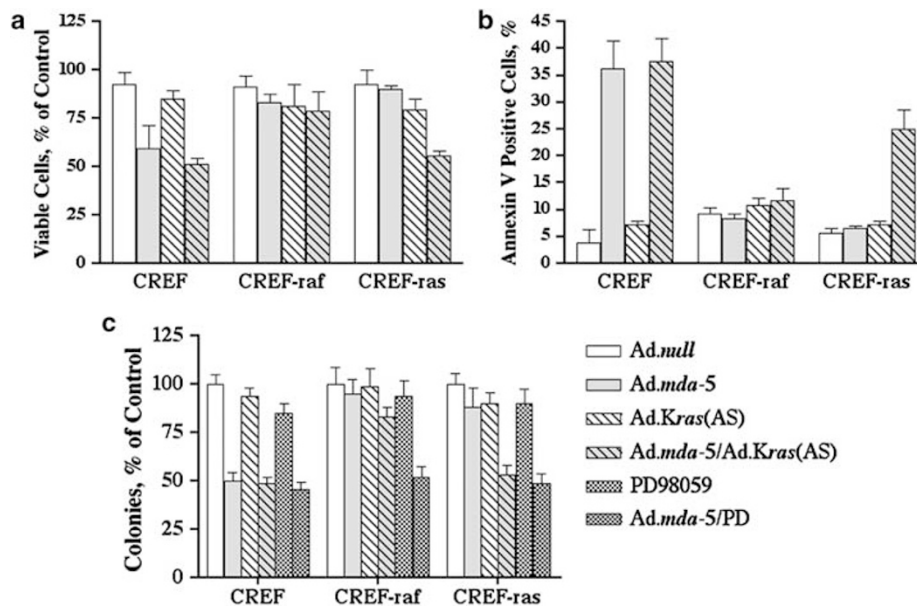 a
Viable Cells, % of Control
125
100
75
50
25
0
CREF CREF-raf CREF-ras
b
Annexin V Positive Cells, %
45
40
35
30
25
20
15
10
5
0
CREF CREF-raf CREF-ras
c
Colonies, % of Control
125
100
75
50
25
0
CREF CREF-raf CREF-ras
Ad.null
Ad.mda-5
Ad.Kras(AS)
Ad.mda-5/Ad.Kras(AS)
PD98059
Ad.mda-5/PD